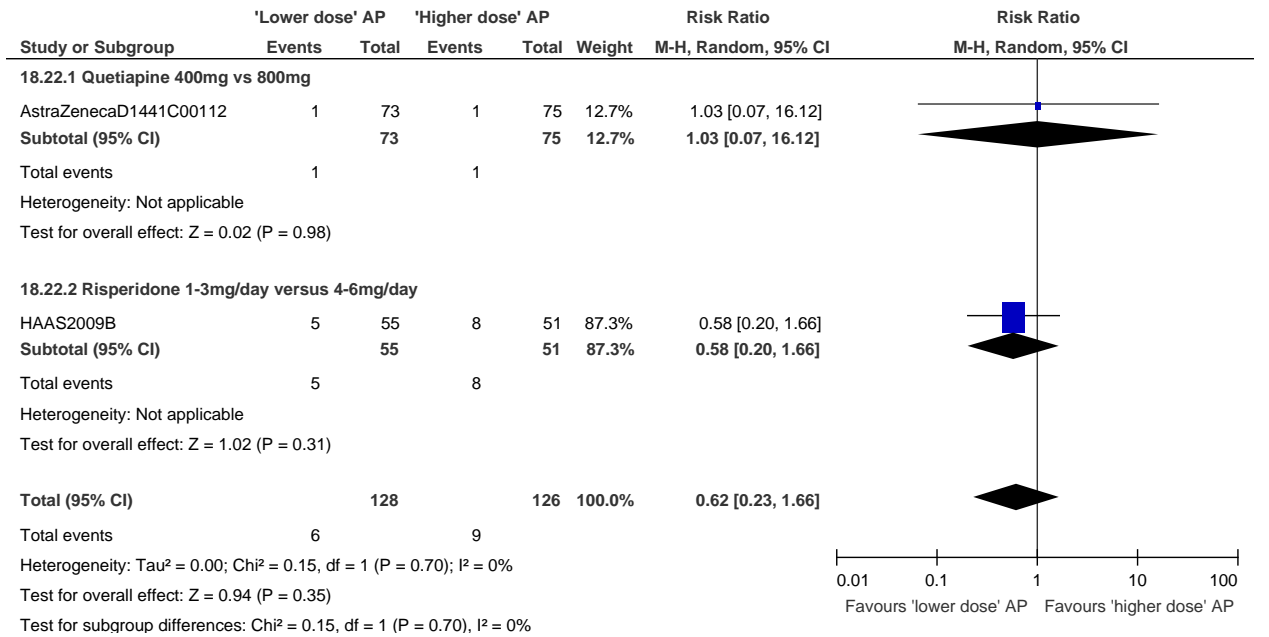 'Lower dose' AP 'Higher dose' AP Risk Ratio Risk Ratio
Study or Subgroup Events Total Events Total Weight M-H, Random, 95% CI M-H, Random, 95% CI
18.22.1 Quetiapine 400mg vs 800mg
AstraZenecaD1441C00112 1 73 1 75 12.7% 1.03 [0.07, 16.12]
Subtotal (95% CI) 73 75 12.7% 1.03 [0.07, 16.12]
Total events 1 1
Heterogeneity: Not applicable
Test for overall effect: Z = 0.02 (P = 0.98)
18.22.2 Risperidone 1-3mg/day versus 4-6mg/day
HAAS2009B 5 55 8 51 87.3% 0.58 [0.20, 1.66]
Subtotal (95% CI) 55 51 87.3% 0.58 [0.20, 1.66]
Total events 5 8
Heterogeneity: Not applicable
Test for overall effect: Z = 1.02 (P = 0.31)
Total (95% CI) 128 126 100.0% 0.62 [0.23, 1.66]
Total events 6 9
Heterogeneity: Tau² = 0.00; Chi² = 0.15, df = 1 (P = 0.70); I² = 0%
Test for overall effect: Z = 0.94 (P = 0.35)
Test for subgroup differences: Chi² = 0.15, df = 1 (P = 0.70), I² = 0%
0.01 0.1 1 10 100
Favours 'lower dose' AP Favours 'higher dose' AP